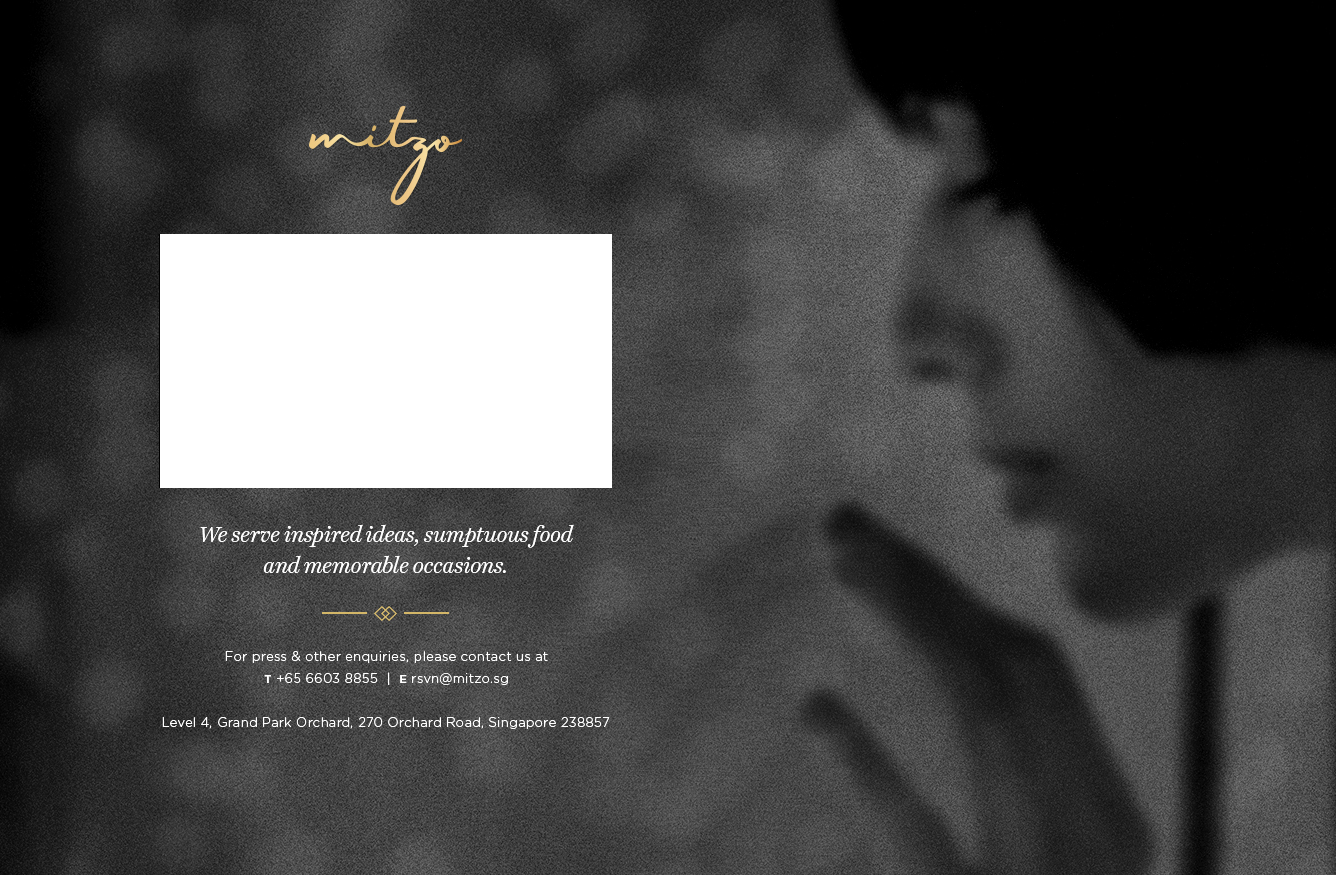 mitzo
We serve inspired ideas, sumptuous food
and memorable occasions.
For press & other enquiries, please contact us at
T +65 6603 8855 | E rsvn@mitzo.sg
Level 4, Grand Park Orchard, 270 Orchard Road, Singapore 238857